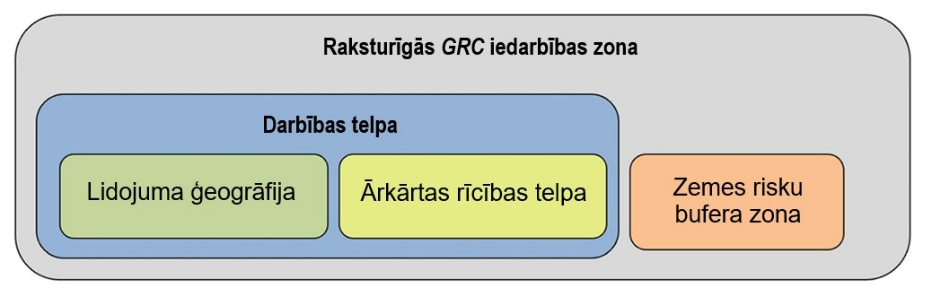 Raksturīgās GRC iedarbības zona
Darbības telpa
Lidojuma ģeogrāfija
Ārkārtas rīcības telpa
Zemes risku
bufera zona